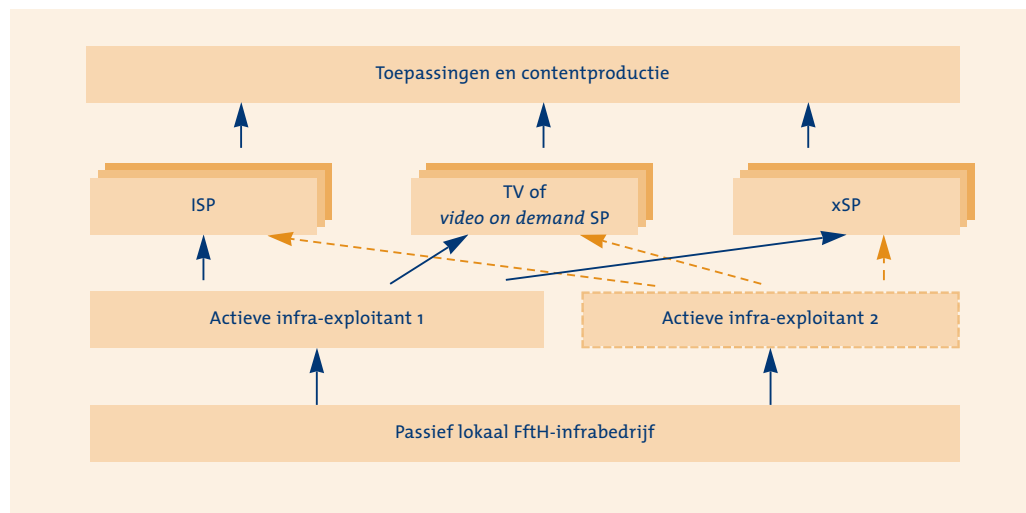 Toepassingen en contentproductie
ISP
TV of
video on demand SP
xSP
Actieve infra-exploitant 1
Actieve infra-exploitant 2
Passief lokaal FftH-infrabedrijf